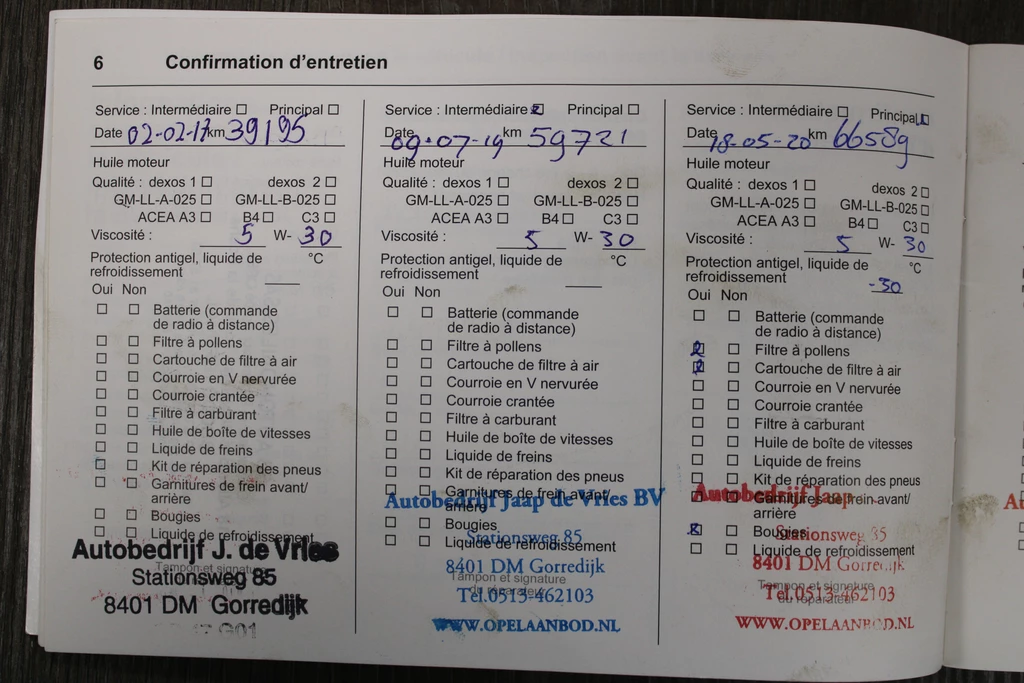 6 Confirmation d'entretien
Service : Intermédiaire ☐ Principal ☐
Date 02-02-17 km 39195
Huile moteur
Qualité : dexos 1 ☐ dexos 2 ☐
GM-LL-A-025 ☐ GM-LL-B-025 ☐
ACEA A3 ☐ B4 ☐ C3 ☐
Viscosité : 5 W- 30
Protection antigel, liquide de °C
refroidissement
Oui Non
☐ ☐ Batterie (commande
de radio à distance)
☐ ☐ Filtre à pollens
☐ ☐ Cartouche de filtre à air
☐ ☐ Courroie en V nervurée
☐ ☐ Courroie crantée
☐ ☐ Filtre à carburant
☐ ☐ Huile de boîte de vitesses
☐ ☐ Liquide de freins
☐ ☐ Kit de réparation des pneus
☐ ☐ Garnitures de frein avant/
arrière
☐ ☐ Bougies
☐ ☐ Liquide de refroidissement
Autobedrijf J. de Vries
Tampon et signature
Stationsweg 85
8401 DM Gorredijk
Service : Intermédiaire ☒ Principal ☐
Date 09-07-19 km 59721
Huile moteur
Qualité : dexos 1 ☐ dexos 2 ☐
GM-LL-A-025 ☐ GM-LL-B-025 ☐
ACEA A3 ☐ B4 ☐ C3 ☐
Viscosité : 5 W- 30
Protection antigel, liquide de °C
refroidissement
Oui Non
☐ ☐ Batterie (commande
de radio à distance)
☐ ☐ Filtre à pollens
☐ ☐ Cartouche de filtre à air
☐ ☐ Courroie en V nervurée
☐ ☐ Courroie crantée
☐ ☐ Filtre à carburant
☐ ☐ Huile de boîte de vitesses
☐ ☐ Liquide de freins
☐ ☐ Kit de réparation des pneus
☐ ☐ Garnitures de frein avant/
Autobedrijf Jaap de Vries BV
arrière
☐ ☐ Bougies
Stationsweg 85
☐ ☐ Liquide de refroidissement
8401 DM Gorredijk
Tampon et signature
du réparateur
Tel.0513-462103
WWW.OPELAANBOD.NL
Service : Intermédiaire ☐ Principal ☒
Date 18-05-20 km 66589
Huile moteur
Qualité : dexos 1 ☐ dexos 2 ☐
GM-LL-A-025 ☐ GM-LL-B-025 ☐
ACEA A3 ☐ B4 ☐ C3 ☐
Viscosité : 5 W- 30
Protection antigel, liquide de °C
refroidissement -30
Oui Non
☐ ☐ Batterie (commande
de radio à distance)
☒ ☐ Filtre à pollens
☒ ☐ Cartouche de filtre à air
☐ ☐ Courroie en V nervurée
☐ ☐ Courroie crantée
☐ ☐ Filtre à carburant
☐ ☐ Huile de boîte de vitesses
☐ ☐ Liquide de freins
☐ ☐ Kit de réparation des pneus
Autobedrijf Jaap
☐ ☐ Garnitures de frein avant/
arrière
☒ ☐ Bougies
Stationsweg 85
☐ ☐ Liquide de refroidissement
8401 DM Gorredijk
Tampon et signature
du réparateur
Tel.0513-462103
WWW.OPELAANBOD.NL